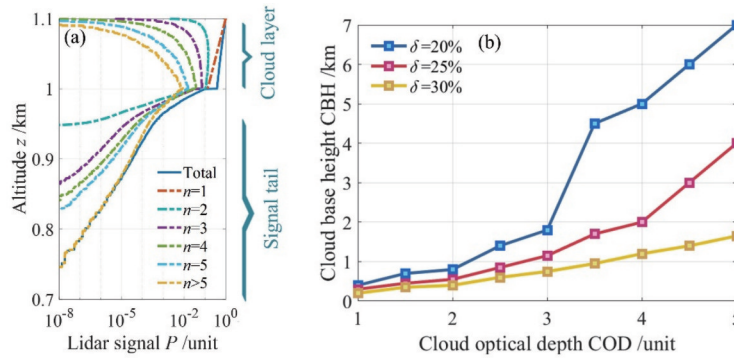 (a)
1.1
1
0.9
0.8
0.7
Altitude z /km
10^-8
10^-5
10^-2
10^0
Lidar signal P /unit
Total
n=1
n=2
n=3
n=4
n=5
n>5
Cloud layer
Signal tail
(b)
7
6
5
4
3
2
1
0
Cloud base height CBH /km
δ=20%
δ=25%
δ=30%
1
2
3
4
5
Cloud optical depth COD /unit